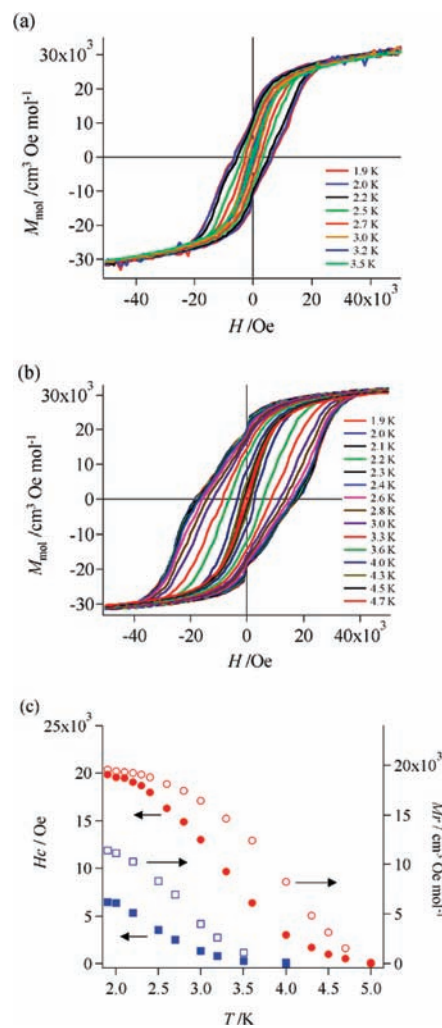 (a)
30x10³
20
10
0
-10
-20
-30
M mol /cm³ Oe mol⁻¹
1.9 K
2.0 K
2.2 K
2.5 K
2.7 K
3.0 K
3.2 K
3.5 K
-40 -20 0 20 40x10³
H /Oe
(b)
30x10³
20
10
0
-10
-20
-30
M mol /cm³ Oe mol⁻¹
1.9 K
2.0 K
2.1 K
2.2 K
2.3 K
2.4 K
2.6 K
2.8 K
3.0 K
3.3 K
3.6 K
4.0 K
4.3 K
4.5 K
4.7 K
-40 -20 0 20 40x10³
H /Oe
(c)
25x10³
20
15
10
5
0
Hc / Oe
20x10³
15
10
5
0
Mr / cm³ Oe mol⁻¹
2.0 2.5 3.0 3.5 4.0 4.5 5.0
T /K